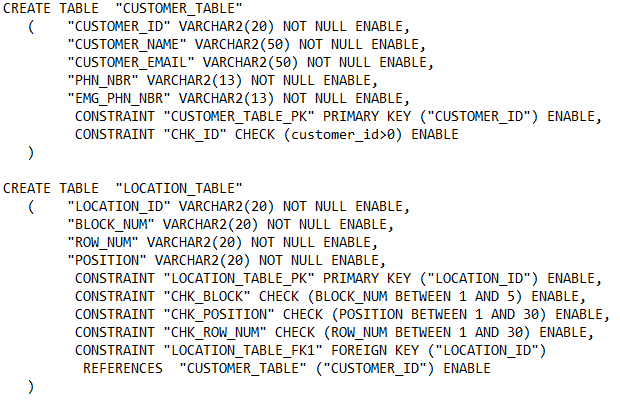 CREATE TABLE  "CUSTOMER_TABLE"
   (    "CUSTOMER_ID" VARCHAR2(20) NOT NULL ENABLE,
        "CUSTOMER_NAME" VARCHAR2(50) NOT NULL ENABLE,
        "CUSTOMER_EMAIL" VARCHAR2(50) NOT NULL ENABLE,
        "PHN_NBR" VARCHAR2(13) NOT NULL ENABLE,
        "EMG_PHN_NBR" VARCHAR2(13) NOT NULL ENABLE,
         CONSTRAINT "CUSTOMER_TABLE_PK" PRIMARY KEY ("CUSTOMER_ID") ENABLE,
         CONSTRAINT "CHK_ID" CHECK (customer_id>0) ENABLE
   )
CREATE TABLE  "LOCATION_TABLE"
   (    "LOCATION_ID" VARCHAR2(20) NOT NULL ENABLE,
        "BLOCK_NUM" VARCHAR2(20) NOT NULL ENABLE,
        "ROW_NUM" VARCHAR2(20) NOT NULL ENABLE,
        "POSITION" VARCHAR2(20) NOT NULL ENABLE,
         CONSTRAINT "LOCATION_TABLE_PK" PRIMARY KEY ("LOCATION_ID") ENABLE,
         CONSTRAINT "CHK_BLOCK" CHECK (BLOCK_NUM BETWEEN 1 AND 5) ENABLE,
         CONSTRAINT "CHK_POSITION" CHECK (POSITION BETWEEN 1 AND 30) ENABLE,
         CONSTRAINT "CHK_ROW_NUM" CHECK (ROW_NUM BETWEEN 1 AND 30) ENABLE,
         CONSTRAINT "LOCATION_TABLE_FK1" FOREIGN KEY ("LOCATION_ID")
          REFERENCES  "CUSTOMER_TABLE" ("CUSTOMER_ID") ENABLE
   )